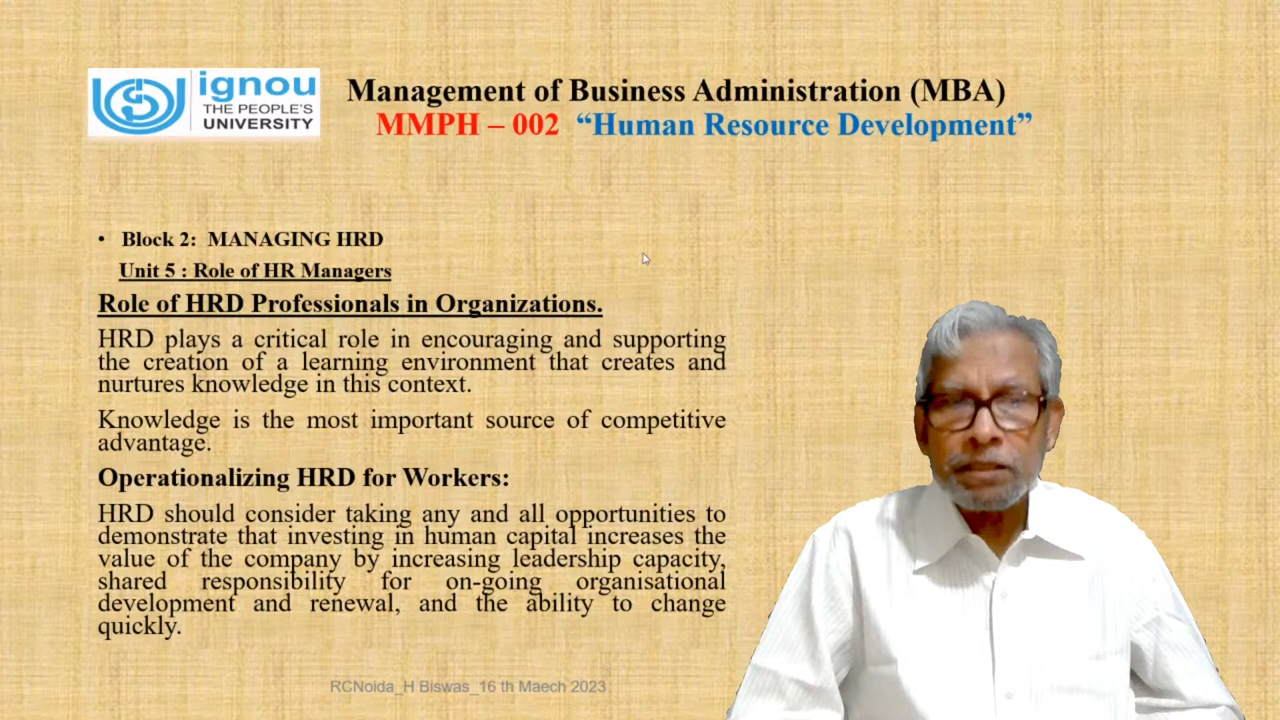 ignou
THE PEOPLE'S
UNIVERSITY
Management of Business Administration (MBA)
MMPH – 002 “Human Resource Development”
• Block 2: MANAGING HRD
Unit 5 : Role of HR Managers
Role of HRD Professionals in Organizations.
HRD plays a critical role in encouraging and supporting
the creation of a learning environment that creates and
nurtures knowledge in this context.
Knowledge is the most important source of competitive
advantage.
Operationalizing HRD for Workers:
HRD should consider taking any and all opportunities to
demonstrate that investing in human capital increases the
value of the company by increasing leadership capacity,
shared responsibility for on-going organisational
development and renewal, and the ability to change
quickly.
RCNoida_H Biswas_16 th Maech 2023